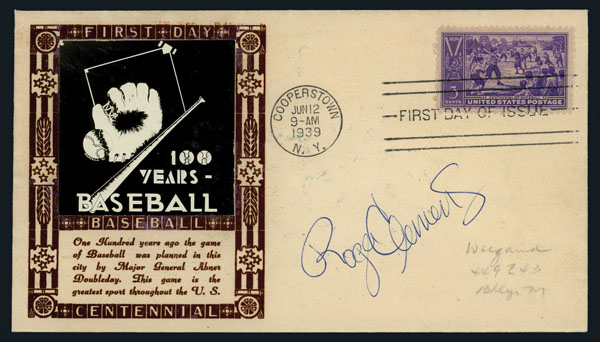 FIRST DAY
100
YEARS-
BASEBALL
BASEBALL
One Hundred years ago the game
of Baseball was planned in this
city by Major General Abner
Doubleday. This game is the
greatest sport throughout the U. S.
CENTENNIAL
COOPERSTOWN
JUN 12
9-AM
1939
N. Y.
3
CENTS
UNITED STATES POSTAGE
FIRST DAY OF ISSUE
Roger Clemens